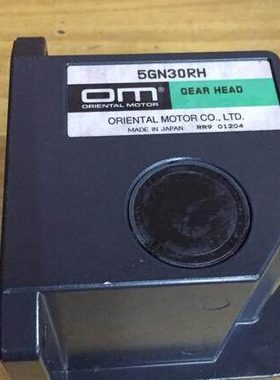 5GN30RH
om
ORIENTAL MOTOR
GEAR HEAD
ORIENTAL MOTOR CO., LTD.
MADE IN JAPAN RR9 01204